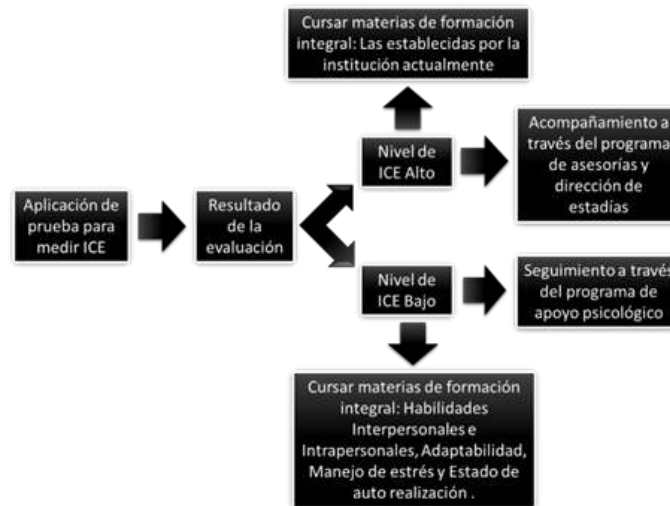 Cursar materias de formación
integral: Las establecidas por la
institución actualmente
Nivel de
ICE Alto
Acompañamiento a
través del programa
de asesorías y
dirección de
estadías
Aplicación de
prueba para
medir ICE
Resultado
de la
evaluación
Nivel de
ICE Bajo
Seguimiento a través
del programa de
apoyo psicológico
Cursar materias de formación
integral: Habilidades
Interpersonales e
Intrapersonales, Adaptabilidad,
Manejo de estrés y Estado de
auto realización .